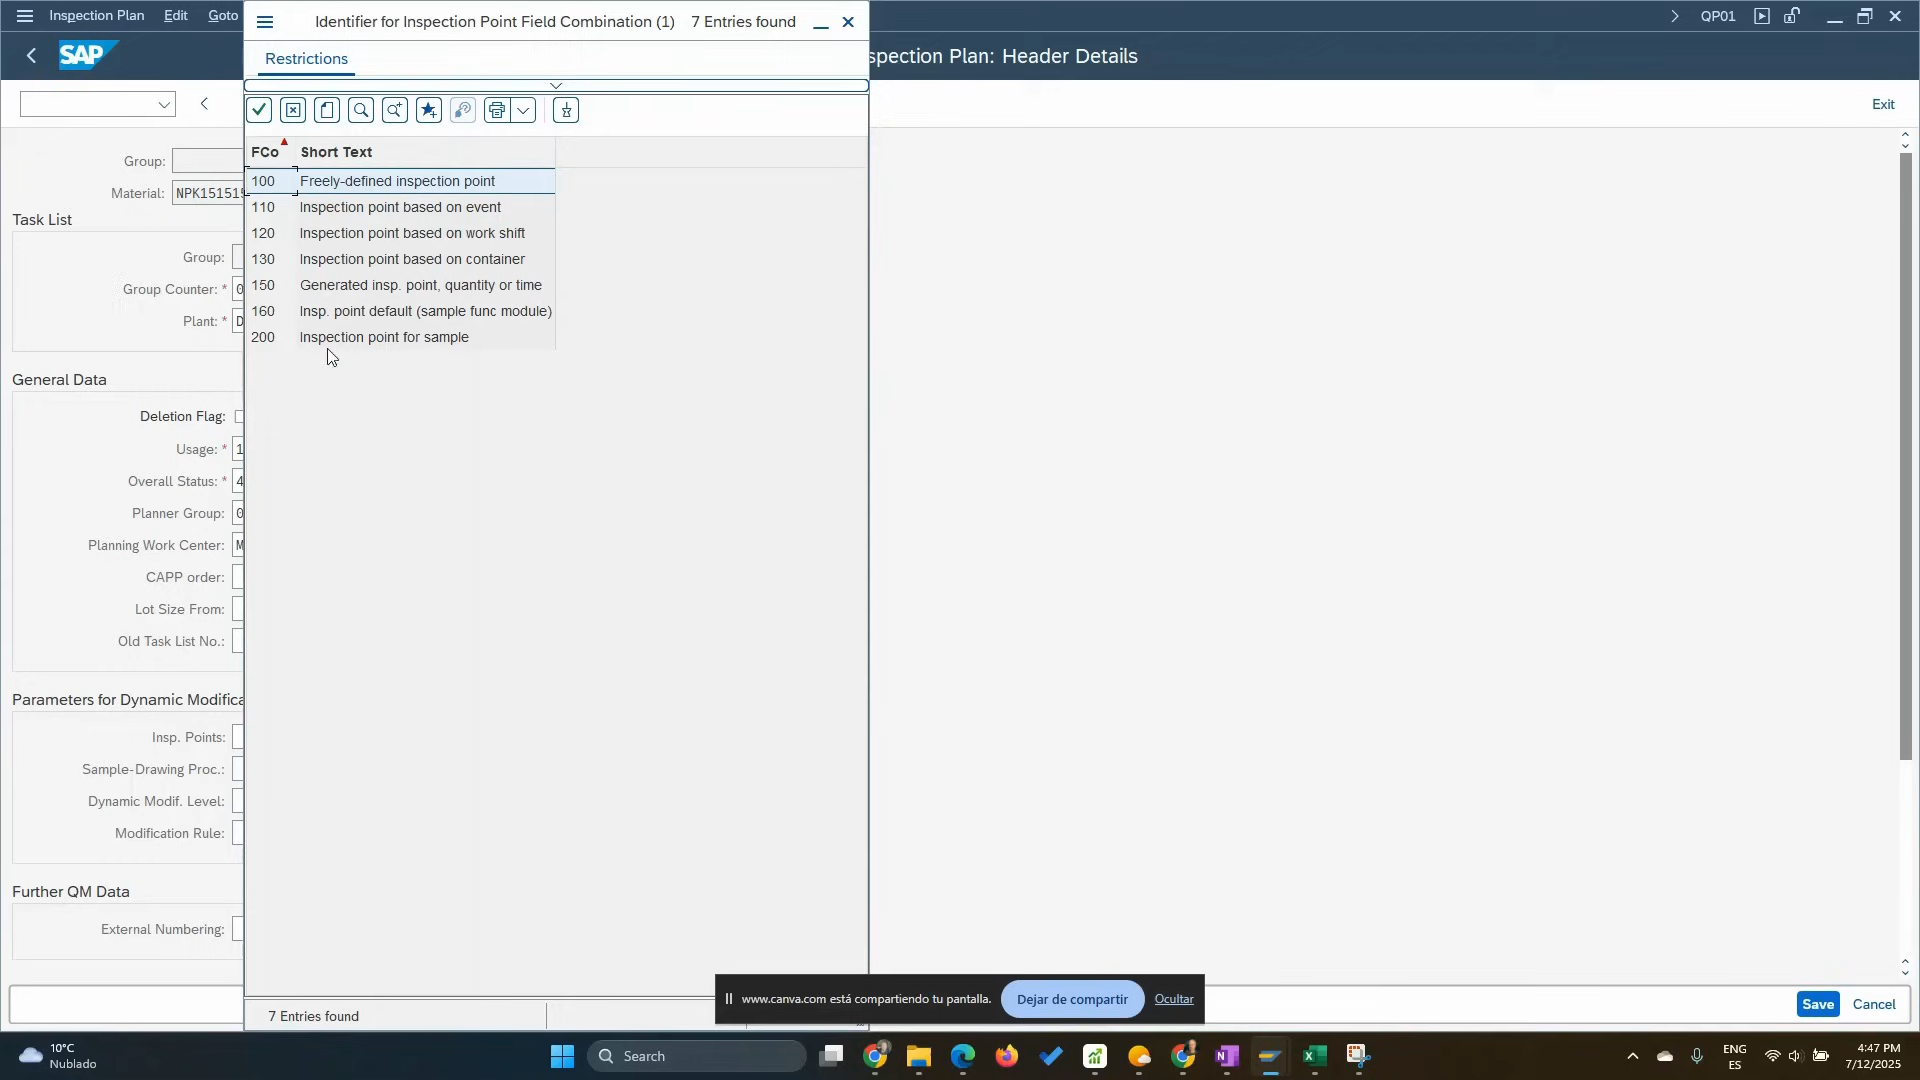 Inspection Plan Edit Goto
Identifier for Inspection Point Field Combination (1) 7 Entries found
QP01
SAP
Restrictions
spection Plan: Header Details
Exit
FCo Short Text
Group:
100 Freely-defined inspection point
Material: NPK151515
110 Inspection point based on event
Task List
120 Inspection point based on work shift
Group:
130 Inspection point based on container
Group Counter: * 0
150 Generated insp. point, quantity or time
Plant: * D
160 Insp. point default (sample func module)
200 Inspection point for sample
General Data
Deletion Flag:
Usage: * 1
Overall Status: * 4
Planner Group: 0
Planning Work Center: M
CAPP order:
Lot Size From:
Old Task List No.:
Parameters for Dynamic Modifica
Insp. Points:
Sample-Drawing Proc.:
Dynamic Modif. Level:
Modification Rule:
Further QM Data
External Numbering:
www.canva.com está compartiendo tu pantalla. Dejar de compartir Ocultar
Save Cancel
7 Entries found
10°C
Nublado
Search
ENG
ES
4:47 PM
7/12/2025